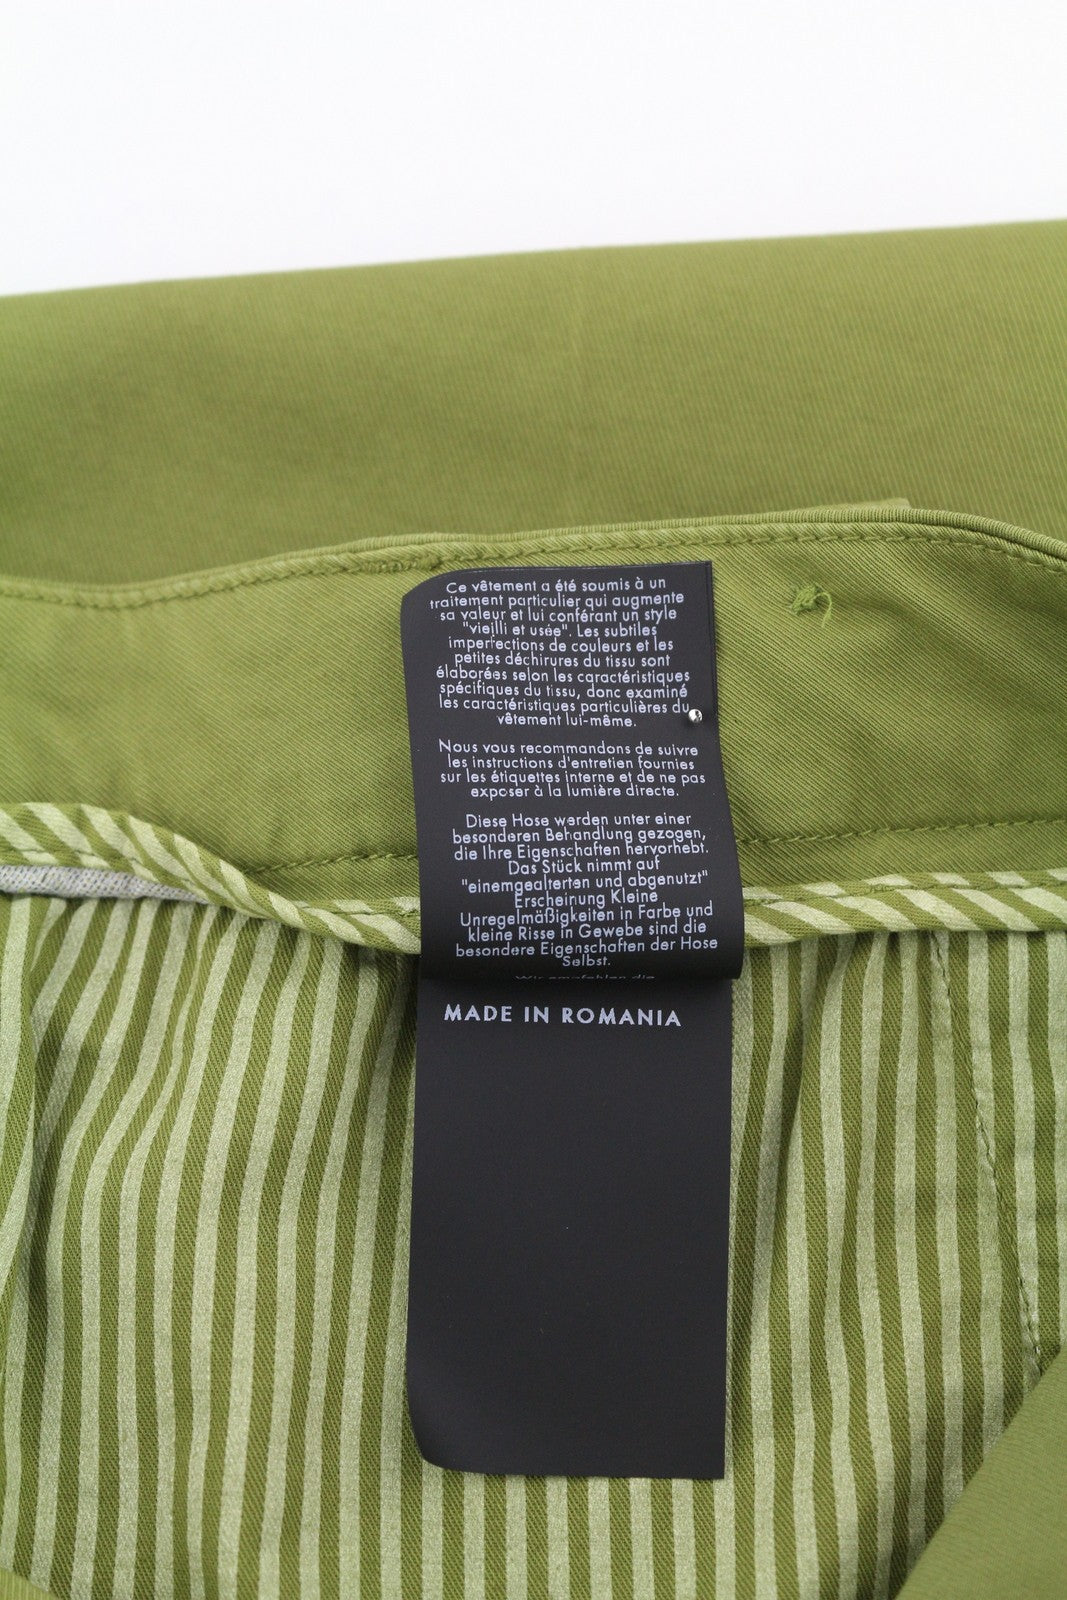 Ce vêtement a été soumis à un
traitement particulier qui augmente
sa valeur et lui conférant un style
"vieilli et usée". Les subtiles
imperfections de couleurs et les
petites déchirures du tissu sont
élaborées selon les caractéristiques
spécifiques du tissu, donc examiné
les caractéristiques particulières du
vêtement lui-même.
Nous vous recommandons de suivre
les instructions d'entretien fournies
sur les étiquettes interne et de ne pas
exposer à la lumière directe.
Diese Hose werden unter einer
besonderen Behandlung gezogen,
die Ihre Eigenschaften hervorhebt.
Das Stück nimmt auf
"einemgealterten und abgenutzt"
Erscheinung Kleine
Unregelmäßigkeiten in Farbe und
kleine Risse in Gewebe sind die
besondere Eigenschaften der Hose
Selbst.
Wir empfehlen die
MADE IN ROMANIA